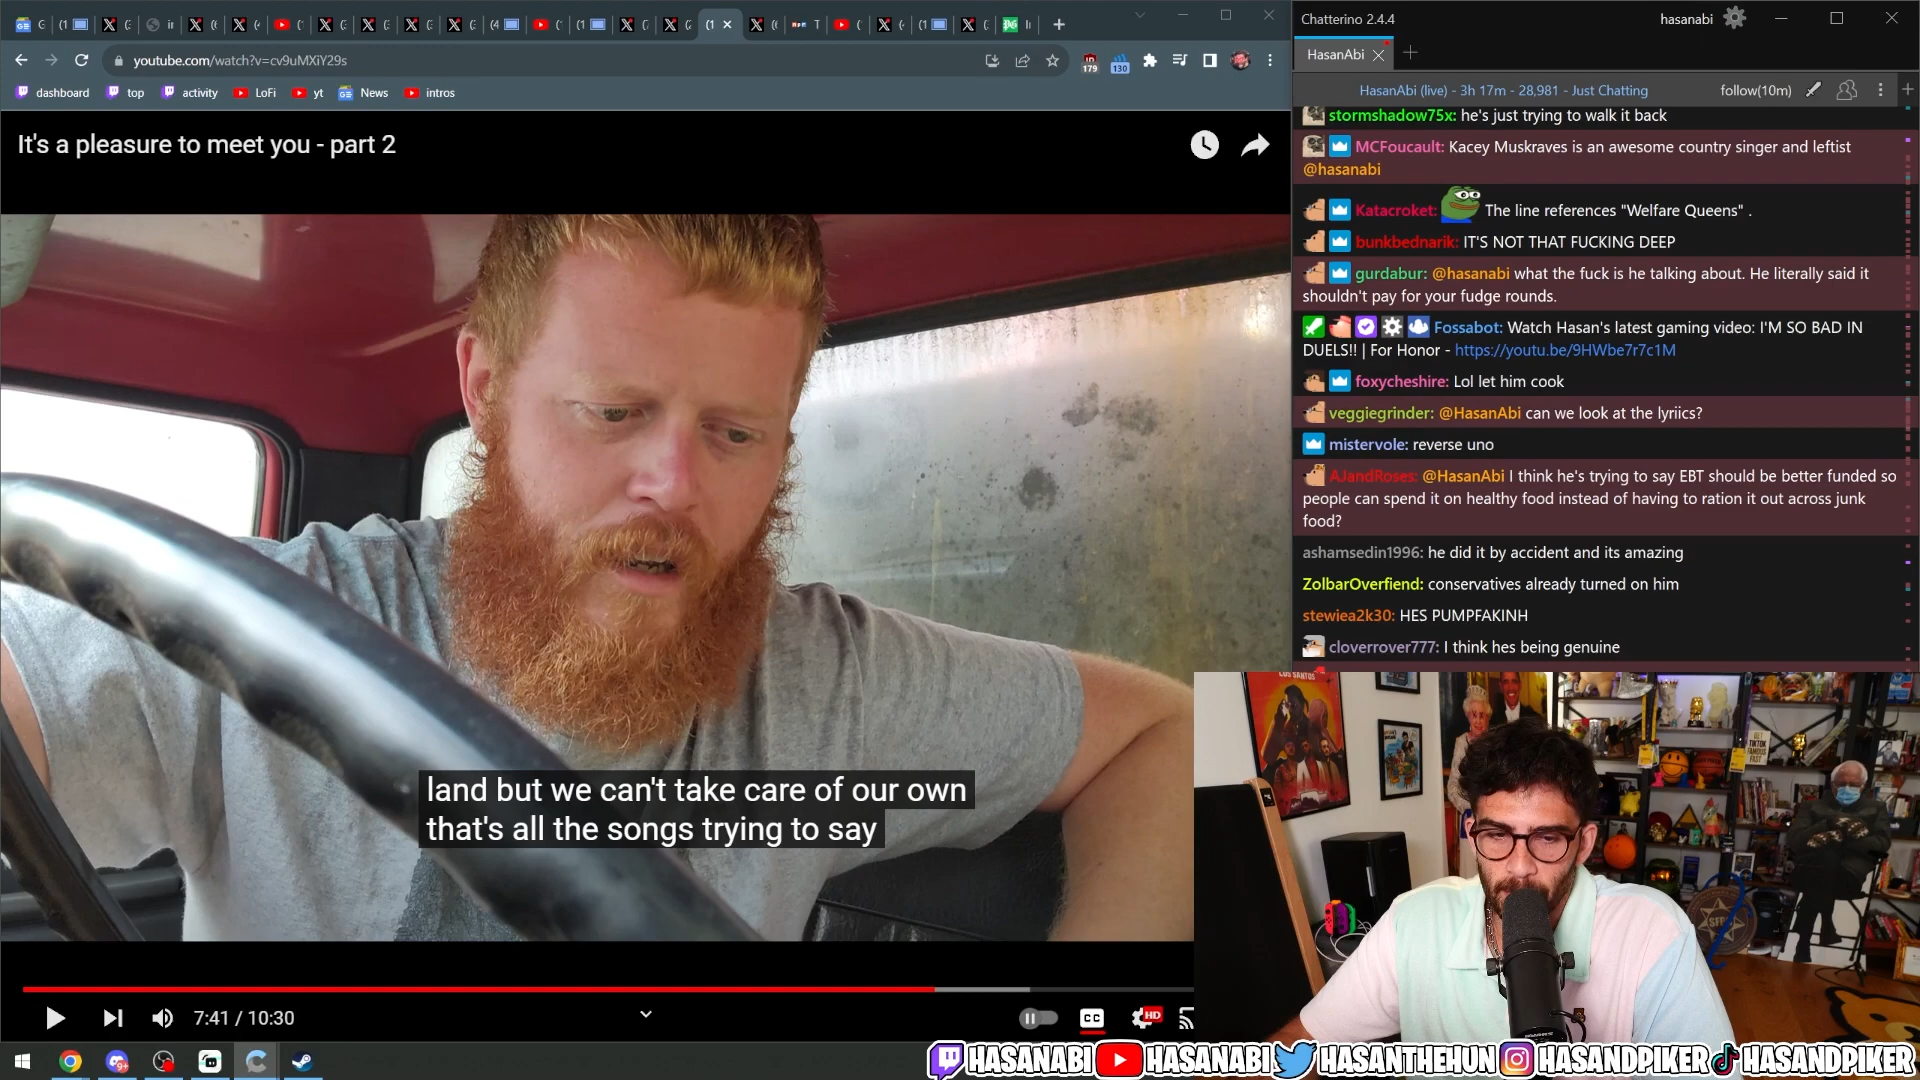 youtube.com/watch?v=cv9uMXiY29s
179
130
dashboard
top
activity
LoFi
yt
News
intros
It's a pleasure to meet you - part 2
land but we can't take care of our own
that's all the songs trying to say
7:41 / 10:30
CC
HD
Chatterino 2.4.4
hasanabi
HasanAbi
HasanAbi (live) - 3h 17m - 28,981 - Just Chatting
follow(10m)
stormshadow75x: he's just trying to walk it back
MCFoucault: Kacey Muskraves is an awesome country singer and leftist
@hasanabi
Katacroket: The line references "Welfare Queens" .
bunkbednarik: IT'S NOT THAT FUCKING DEEP
gurdabur: @hasanabi what the fuck is he talking about. He literally said it
shouldn't pay for your fudge rounds.
Fossabot: Watch Hasan's latest gaming video: I'M SO BAD IN
DUELS!! | For Honor - https://youtu.be/9HWbe7r7c1M
foxycheshire: Lol let him cook
veggiegrinder: @HasanAbi can we look at the lyriics?
mistervole: reverse uno
AJandRoses: @HasanAbi I think he's trying to say EBT should be better funded so
people can spend it on healthy food instead of having to ration it out across junk
food?
ashamsedin1996: he did it by accident and its amazing
ZolbarOverfiend: conservatives already turned on him
stewiea2k30: HES PUMPFAKINH
cloverrover777: I think hes being genuine
LOS SANTOS
HASANABI HASANABI HASANTHEHUN HASANDPIKER HASANDPIKER